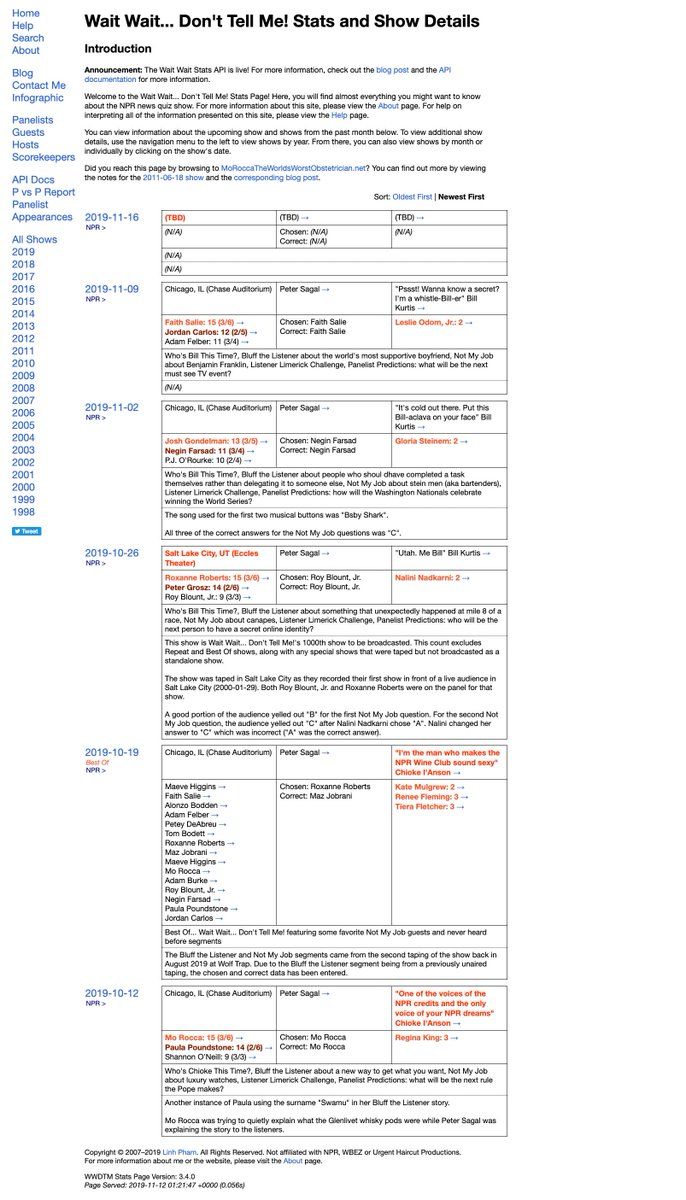 Home
Help
Search
About
Blog
Contact Me
Infographic
Panelists
Guests
Hosts
Scorekeepers
API Docs
P vs P Report
Panelist
Appearances
All Shows
2019
2018
2017
2016
2015
2014
2013
2012
2011
2010
2009
2008
2007
2006
2005
2004
2003
2002
2001
2000
1999
1998
Tweet
Wait Wait... Don't Tell Me! Stats and Show Details
Introduction
Announcement: The Wait Wait Stats API is live! For more information, check out the blog post and the API
documentation for more information.
Welcome to the Wait Wait... Don't Tell Me! Stats Page! Here, you will find almost everything you might want to know
about the NPR news quiz show. For more information about this site, please view the About page. For help on
interpreting all of the information presented on this site, please view the Help page.
You can view information about the upcoming show and shows from the past month below. To view additional show
details, use the navigation menu to the left to view shows by year. From there, you can also view shows by month or
individually by clicking on the show's date.
Did you reach this page by browsing to MoRoccaTheWorldsWorstObstetrician.net? You can find out more by viewing
the notes for the 2011-06-18 show and the corresponding blog post.
Sort: Oldest First | Newest First
2019-11-16
NPR >
(TBD)
(TBD) →
(TBD) →
(N/A)
Chosen: (N/A)
Correct: (N/A)
(N/A)
(N/A)
(N/A)
2019-11-09
NPR >
Chicago, IL (Chase Auditorium)
Peter Sagal →
"Pssst! Wanna know a secret?
I'm a whistle-Bill-er" Bill
Kurtis →
Faith Salie: 15 (3/6) →
Jordan Carlos: 12 (2/5) →
Adam Felber: 11 (3/4) →
Chosen: Faith Salie
Correct: Faith Salie
Leslie Odom, Jr.: 2 →
Who's Bill This Time?, Bluff the Listener about the world's most supportive boyfriend, Not My Job
about Benjamin Franklin, Listener Limerick Challenge, Panelist Predictions: what will be the next
must see TV event?
(N/A)
2019-11-02
NPR >
Chicago, IL (Chase Auditorium)
Peter Sagal →
"It's cold out there. Put this
Bill-aclava on your face" Bill
Kurtis →
Josh Gondelman: 13 (3/5) →
Negin Farsad: 11 (3/4) →
P.J. O'Rourke: 10 (2/4) →
Chosen: Negin Farsad
Correct: Negin Farsad
Gloria Steinem: 2 →
Who's Bill This Time?, Bluff the Listener about people who shoul dhave completed a task
themselves rather than delegating it to someone else, Not My Job about stein men (aka bartenders),
Listener Limerick Challenge, Panelist Predictions: how will the Washington Nationals celebrate
winning the World Series?
The song used for the first two musical buttons was "Bsby Shark".
All three of the correct answers for the Not My Job questions was "C".
2019-10-26
NPR >
Salt Lake City, UT (Eccles
Theater)
Peter Sagal →
"Utah. Me Bill" Bill Kurtis →
Roxanne Roberts: 15 (3/6) →
Peter Grosz: 14 (2/6) →
Roy Blount, Jr.: 9 (3/3) →
Chosen: Roy Blount, Jr.
Correct: Roy Blount, Jr.
Nalini Nadkarni: 2 →
Who's Bill This Time?, Bluff the Listener about something that unexpectedly happened at mile 8 of a
race, Not My Job about canapes, Listener Limerick Challenge, Panelist Predictions: who will be the
next person to have a secret online identity?
This show is Wait Wait... Don't Tell Me!'s 1000th show to be broadcasted. This count excludes
Repeat and Best Of shows, along with any special shows that were taped but not broadcasted as a
standalone show.
The show was taped in Salt Lake City as they recorded their first show in front of a live audience in
Salt Lake City (2000-01-29). Both Roy Blount, Jr. and Roxanne Roberts were on the panel for that
show.
A good portion of the audience yelled out "B" for the first Not My Job question. For the second Not
My Job question, the audience yelled out "C" after Nalini Nadkarni chose "A". Nalini changed her
answer to "C" which was incorrect ("A" was the correct answer).
2019-10-19
Best Of
NPR >
Chicago, IL (Chase Auditorium)
Peter Sagal →
"I'm the man who makes the
NPR Wine Club sound sexy"
Chioke I'Anson →
Maeve Higgins →
Faith Salie →
Alonzo Bodden →
Adam Felber →
Petey DeAbreu →
Tom Bodett →
Roxanne Roberts →
Maz Jobrani →
Maeve Higgins →
Mo Rocca →
Adam Burke →
Roy Blount, Jr. →
Negin Farsad →
Paula Poundstone →
Jordan Carlos →
Chosen: Roxanne Roberts
Correct: Maz Jobrani
Kate Mulgrew: 2 →
Renee Fleming: 3 →
Tiera Fletcher: 3 →
Best Of... Wait Wait... Don't Tell Me! featuring some favorite Not My Job guests and never heard
before segments
The Bluff the Listener and Not My Job segments came from the second taping of the show back in
August 2019 at Wolf Trap. Due to the Bluff the Listener segment being from a previously unaired
taping, the chosen and correct data has been entered.
2019-10-12
NPR >
Chicago, IL (Chase Auditorium)
Peter Sagal →
"One of the voices of the
NPR credits and the only
voice of your NPR dreams"
Chioke I'Anson →
Mo Rocca: 15 (3/6) →
Paula Poundstone: 14 (2/6) →
Shannon O'Neill: 9 (3/3) →
Chosen: Mo Rocca
Correct: Mo Rocca
Regina King: 3 →
Who's Chioke This Time?, Bluff the Listener about a new way to get what you want, Not My Job
about luxury watches, Listener Limerick Challenge, Panelist Predictions: what will be the next rule
the Pope makes?
Another instance of Paula using the surname "Swamu" in her Bluff the Listener story.
Mo Rocca was trying to quietly explain what the Glenlivet whisky pods were while Peter Sagal was
explaining the story to the listeners.
Copyright © 2007–2019 Linh Pham. All Rights Reserved. Not affiliated with NPR, WBEZ or Urgent Haircut Productions.
For more information about me or the website, please visit the About page.
WWDTM Stats Page Version: 3.4.0
Page Served: 2019-11-12 01:21:47 +0000 (0.056s)